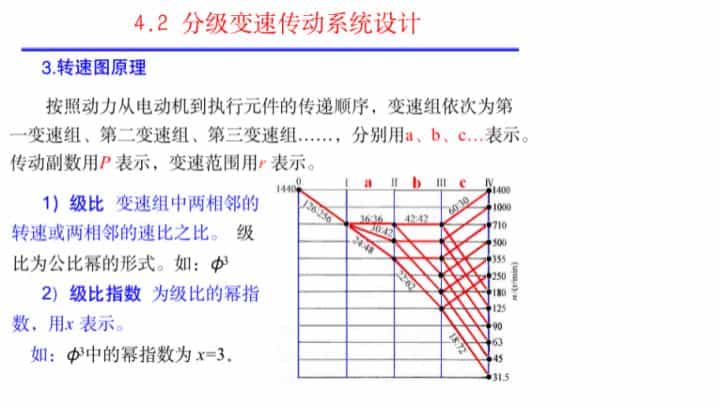 4.2 分级变速传动系统设计
3.转速图原理
按照动力从电动机到执行元件的传递顺序，变速组依次为第
一变速组、第二变速组、第三变速组……，分别用a、b、c…表示。
传动副数用P 表示，变速范围用r 表示。
1）级比 变速组中两相邻的
转速或两相邻的速比之比。 级
比为公比幂的形式。如：ϕ³
2）级比指数 为级比的幂指
数，用x 表示。
如：ϕ³中的幂指数为 x=3。
0 I a II b III c IV
1440
1400
1000
710
500
355
250
180
125
90
63
45
31.5
n/(r/min)
126:256
36:36
30:42
24:48
42:42
22:62
60:30
18:72